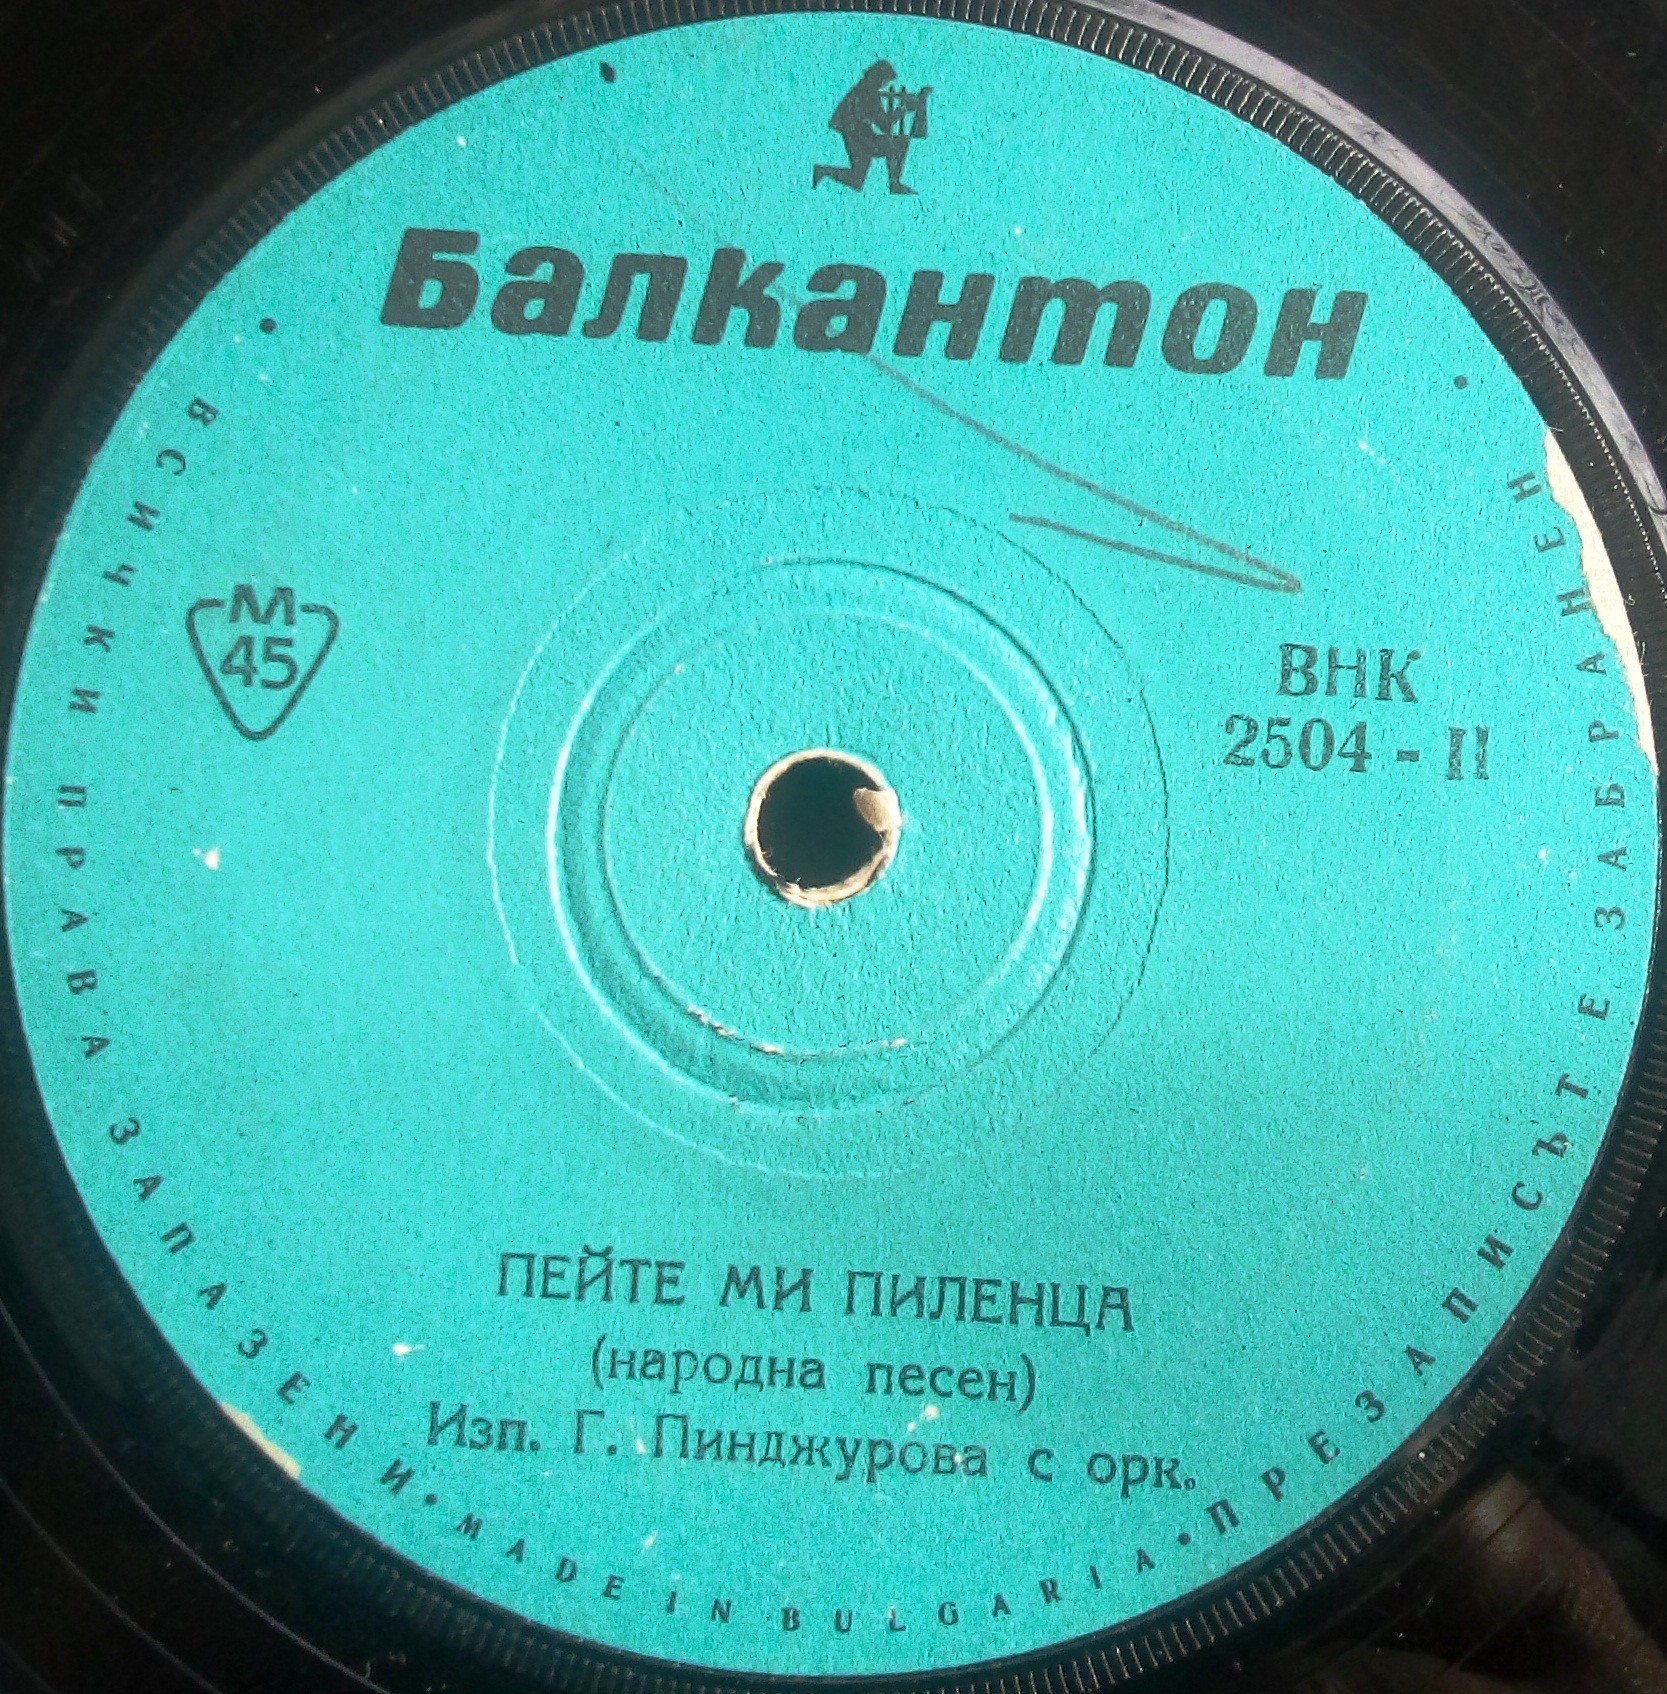 Балкантон
М
45
ВНК
2504 - II
ПЕЙТЕ МИ ПИЛЕНЦА
(народна песен)
Изп. Г. Пинджурова с орк.
ВСИЧКИ ПРАВА ЗАПАЗЕНИ • MADE IN BULGARIA • ПРЕЗАПИСЪТ Е ЗАБРАНЕН